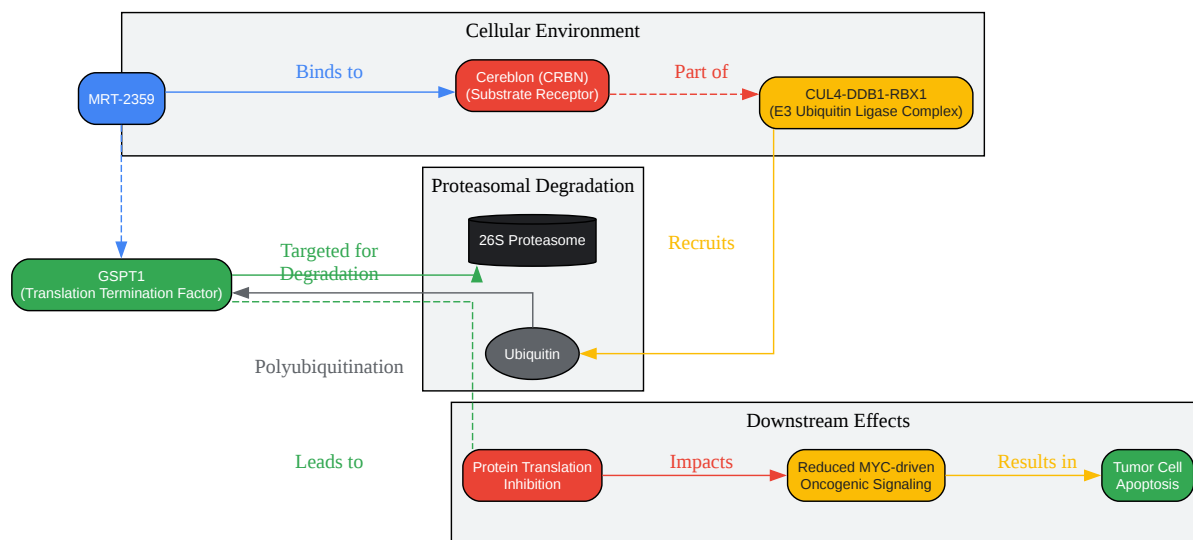 Cellular Environment
MRT-2359
Binds to
Cereblon (CRBN)
(Substrate Receptor)
Part of
CUL4-DDB1-RBX1
(E3 Ubiquitin Ligase Complex)
Proteasomal Degradation
26S Proteasome
Recruits
Targeted for
Degradation
GSPT1
(Translation Termination Factor)
Ubiquitin
Polyubiquitination
Downstream Effects
Leads to
Protein Translation
Inhibition
Impacts
Reduced MYC-driven
Oncogenic Signaling
Results in
Tumor Cell
Apoptosis